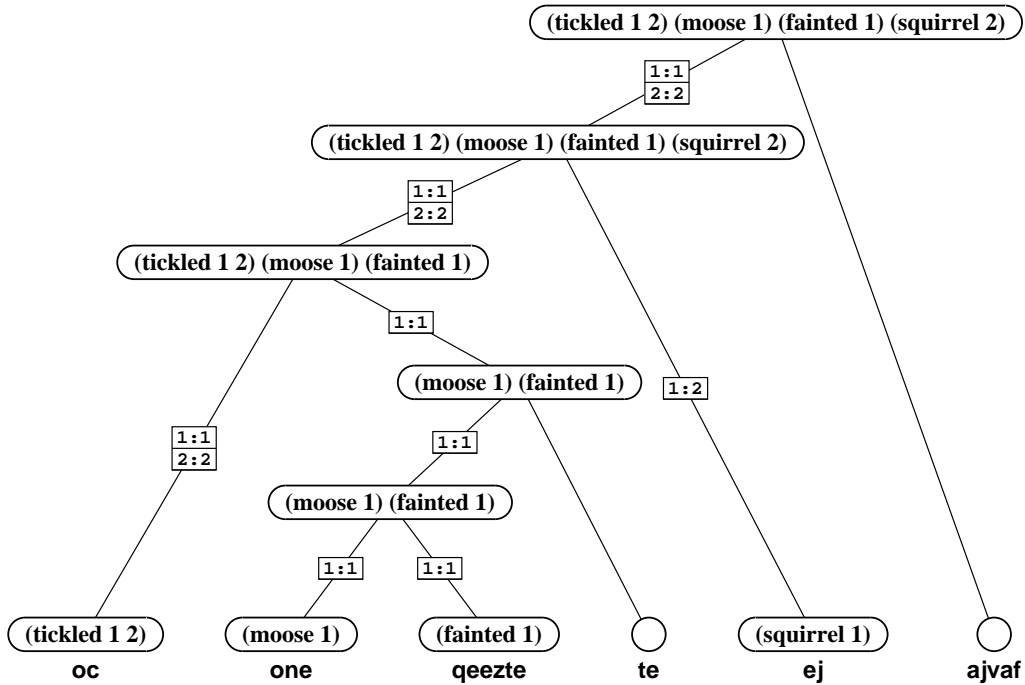 (tickled 1 2) (moose 1) (fainted 1) (squirrel 2)
1:1
2:2
(tickled 1 2) (moose 1) (fainted 1) (squirrel 2)
1:1
2:2
(tickled 1 2) (moose 1) (fainted 1)
1:1
(moose 1) (fainted 1)
1:2
1:1
2:2
1:1
(moose 1) (fainted 1)
1:1 1:1
(tickled 1 2) (moose 1) (fainted 1) (squirrel 1)
oc one qeezte te ej ajvaf